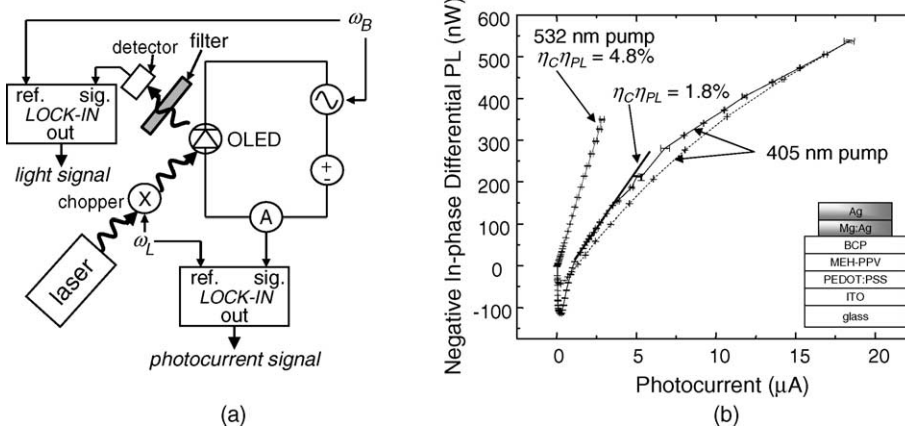 ω_B
detector
filter
ref. sig.
LOCK-IN
out
light signal
OLED
chopper
X
ω_L
laser
+
-
A
ref. sig.
LOCK-IN
out
photocurrent signal
(a)
Negative In-phase Differential PL (nW)
600
500
400
300
200
100
0
-100
532 nm pump
η_Cη_PL = 4.8%
η_Cη_PL = 1.8%
405 nm pump
Ag
Mg:Ag
BCP
MEH-PPV
PEDOT:PSS
ITO
glass
0 5 10 15 20
Photocurrent (μA)
(b)